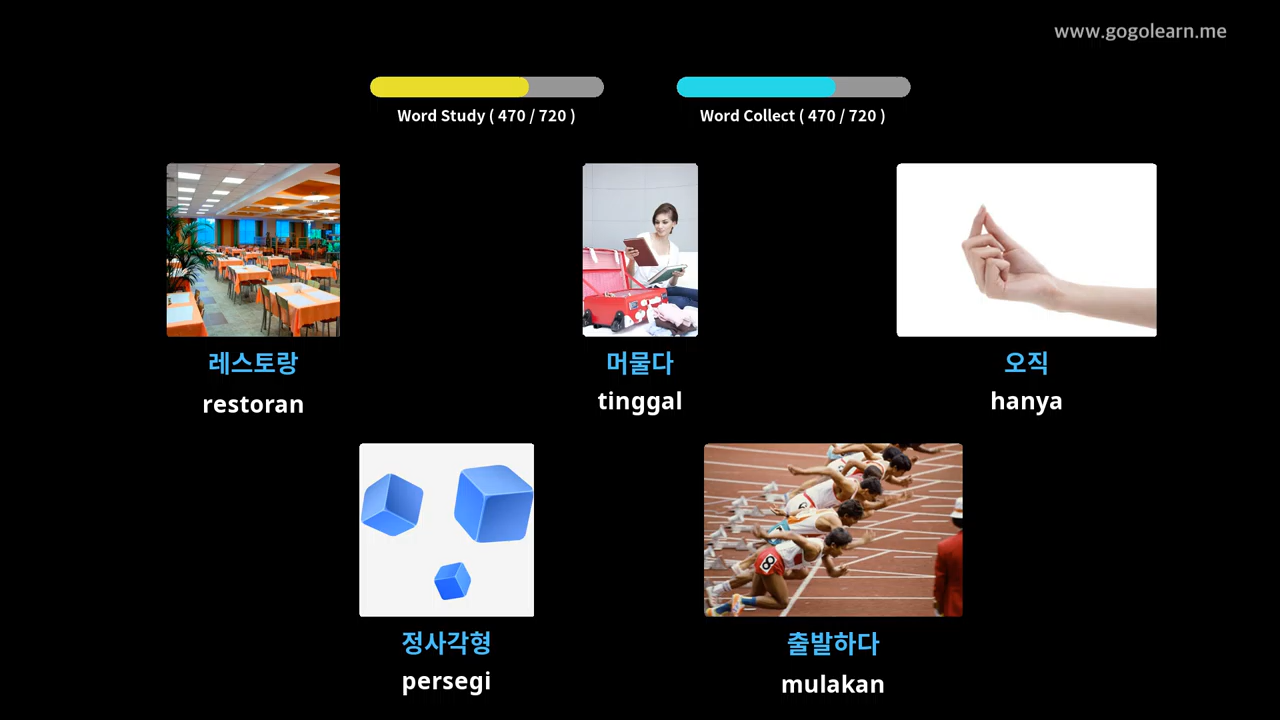 www.gogolearn.me
Word Study ( 470 / 720 )
Word Collect ( 470 / 720 )
레스토랑
restoran
머물다
tinggal
오직
hanya
정사각형
persegi
출발하다
mulakan